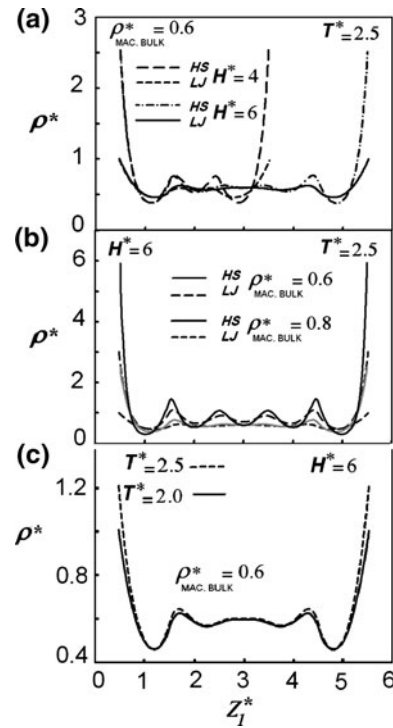 (a)
3
ρ* MAC. BULK = 0.6
T*=2.5
HS
LJ H*=4
HS
LJ H*=6
2
ρ*
1
0
(b)
H*=6
T*=2.5
6
HS
LJ ρ* MAC. BULK = 0.6
HS
LJ ρ* MAC. BULK = 0.8
4
ρ*
2
0
(c)
T*=2.5
T*=2.0
H*=6
1.2
ρ*
0.8
ρ* MAC. BULK = 0.6
0.4
0 1 2 3 4 5 6
Z₁*